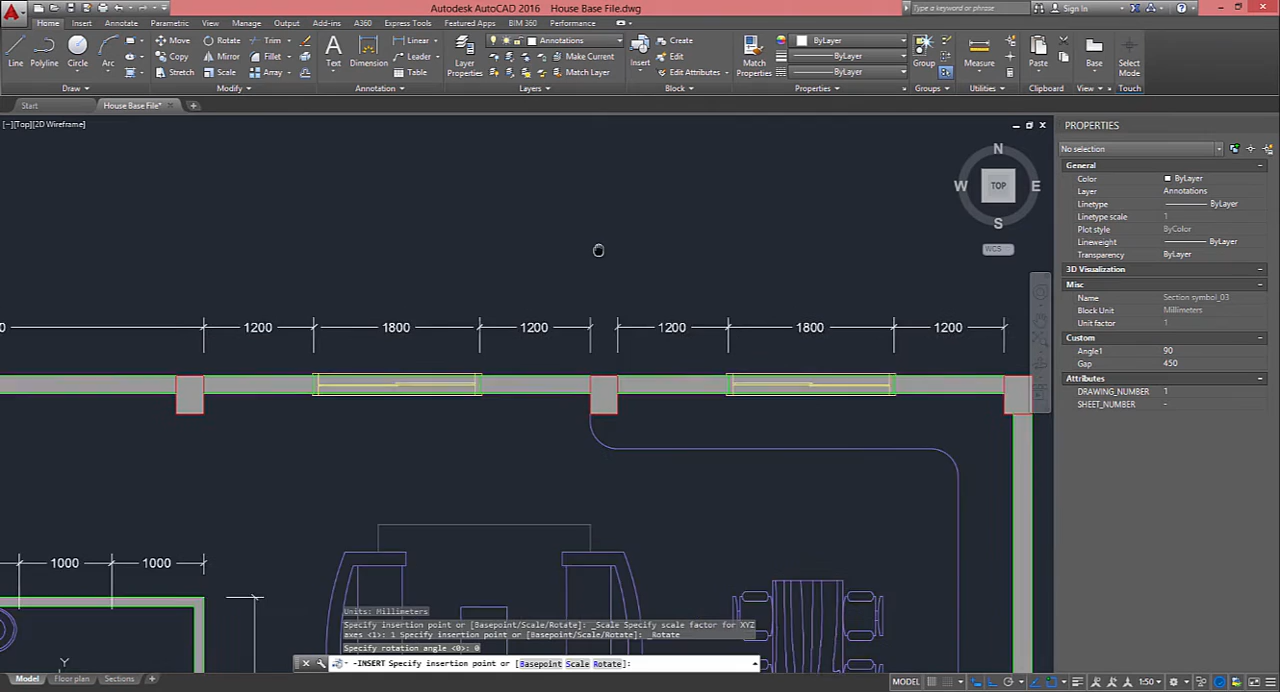 Autodesk AutoCAD 2016 House Base File.dwg
Type a keyword or phrase
Sign In
Home Insert Annotate Parametric View Manage Output Add-ins A360 Express Tools Featured Apps BIM 360 Performance
Line Polyline Circle Arc
Move Rotate Trim
Copy Mirror Fillet
Stretch Scale Array
Text Dimension
Linear
Leader
Table
Layer Properties
Annotations
Make Current
Match Layer
Insert
Create
Edit
Edit Attributes
Match Properties
ByLayer
ByLayer
ByLayer
Group
Measure
Paste
Base
Select Mode
Draw Modify Annotation Layers Block Properties Groups Utilities Clipboard View Touch
Start House Base File*
[−][Top][2D Wireframe]
N
W TOP E
S
WCS
1200 1800 1200 1200 1800 1200
1000 1000
Y
PROPERTIES
No selection
General
Color ByLayer
Layer Annotations
Linetype ByLayer
Linetype scale 1
Plot style ByColor
Lineweight ByLayer
Transparency ByLayer
3D Visualization
Misc
Name Section symbol_03
Block Unit Millimeters
Unit factor 1
Custom
Angle1 90
Gap 450
Attributes
DRAWING_NUMBER 1
SHEET_NUMBER -
Units: Millimeters
Specify insertion point or [Basepoint/Scale/Rotate]: _Scale Specify scale factor for XYZ
axes <1>: 1 Specify insertion point or [Basepoint/Scale/Rotate]: _Rotate
Specify rotation angle <0>: 0
-INSERT Specify insertion point or [Basepoint Scale Rotate]:
Model Floor plan Sections
MODEL 1:50